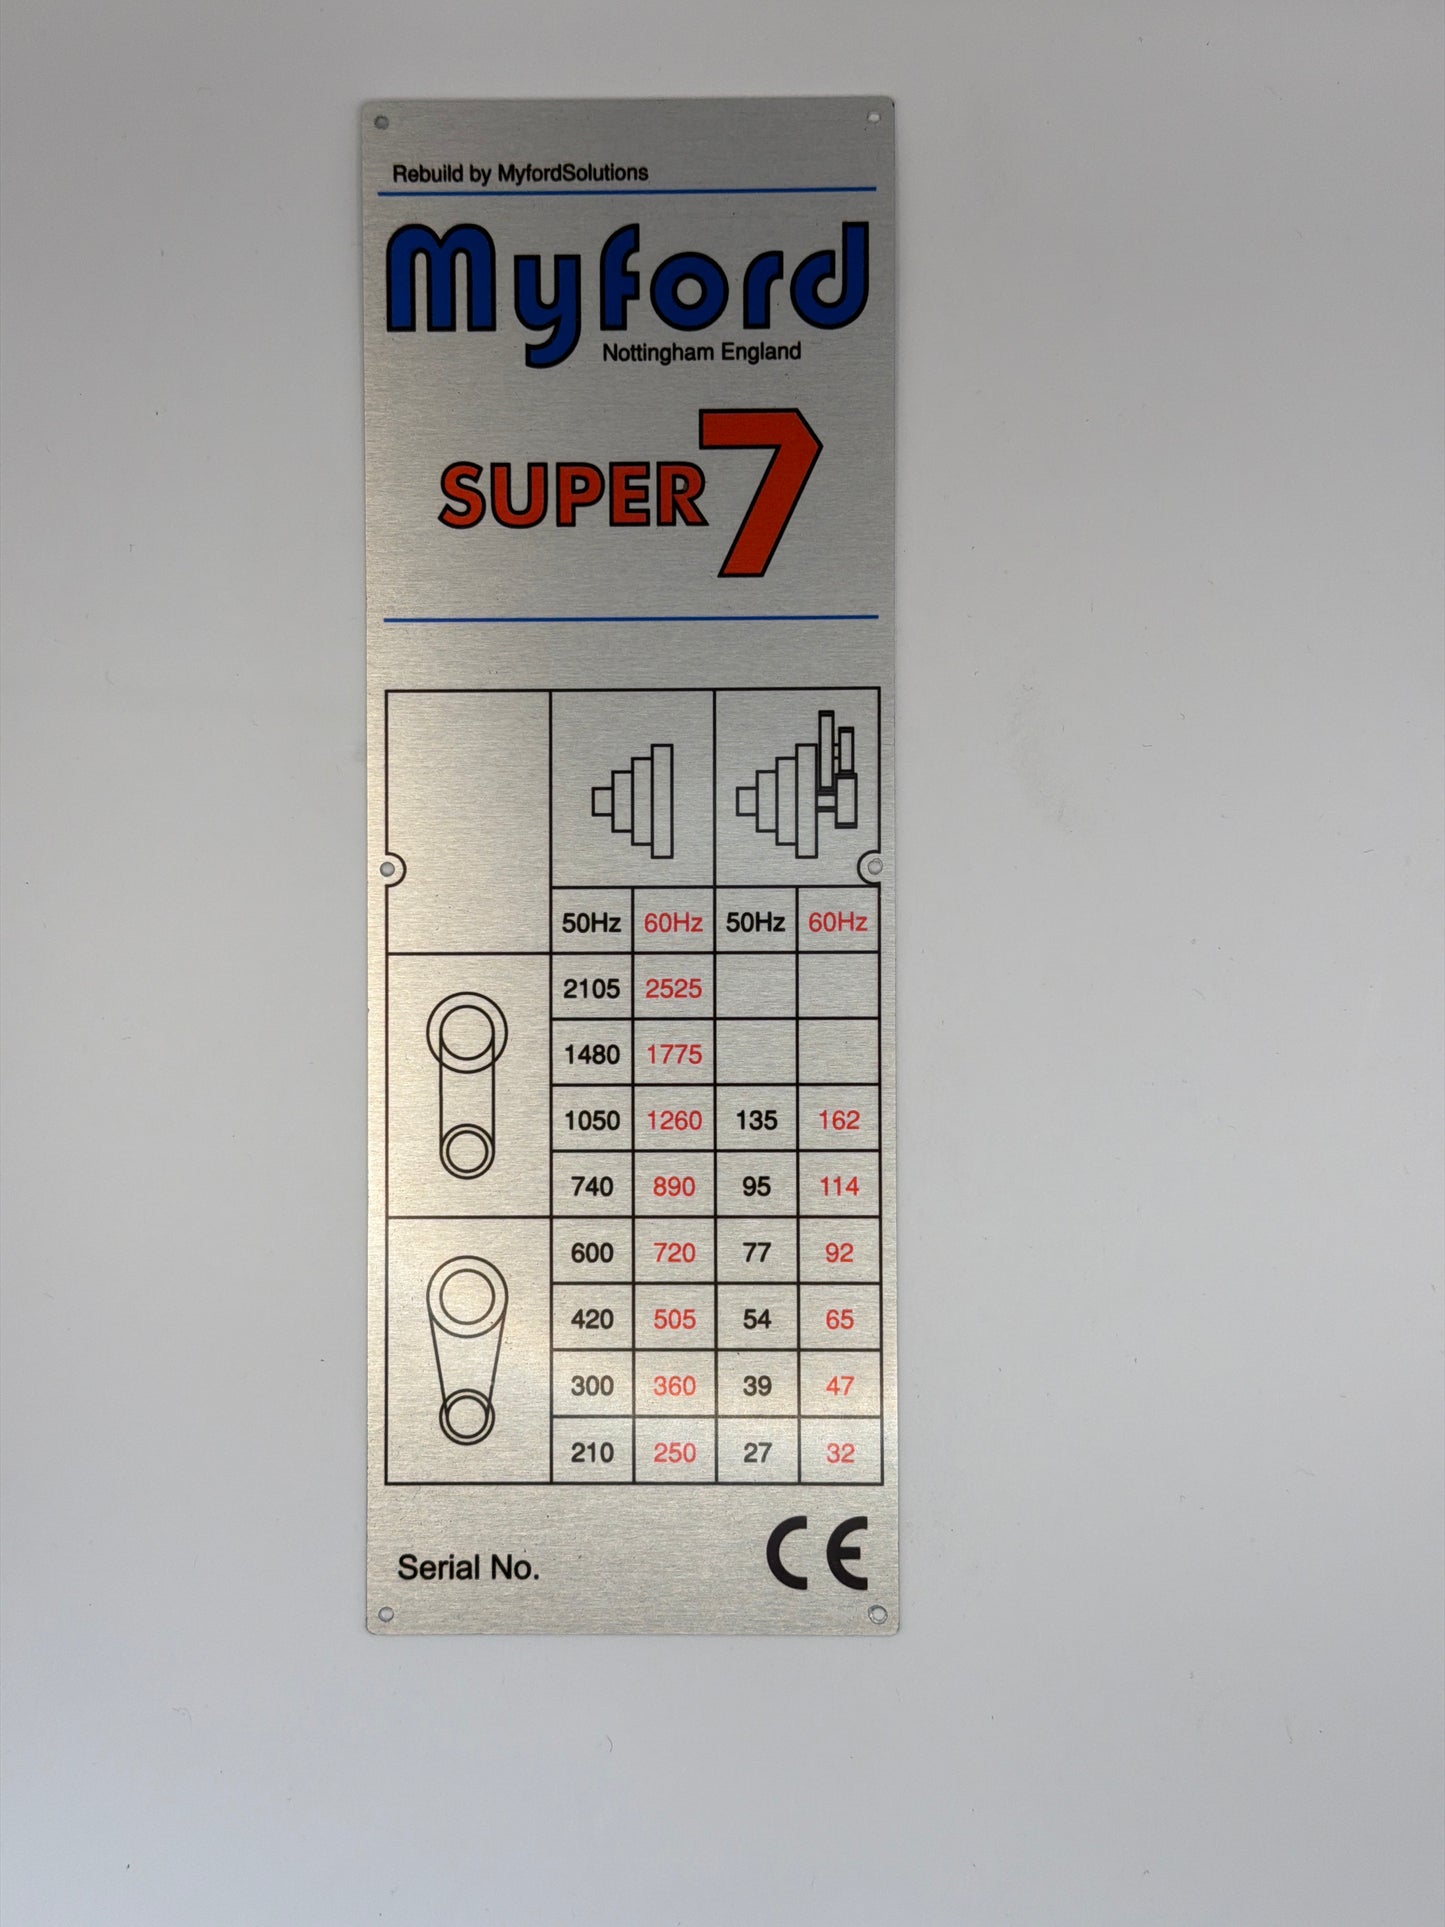 Rebuild by MyfordSolutions
Myford
Nottingham England
SUPER 7
50Hz 60Hz 50Hz 60Hz
2105 2525
1480 1775
1050 1260 135 162
740 890 95 114
600 720 77 92
420 505 54 65
300 360 39 47
210 250 27 32
Serial No. CE